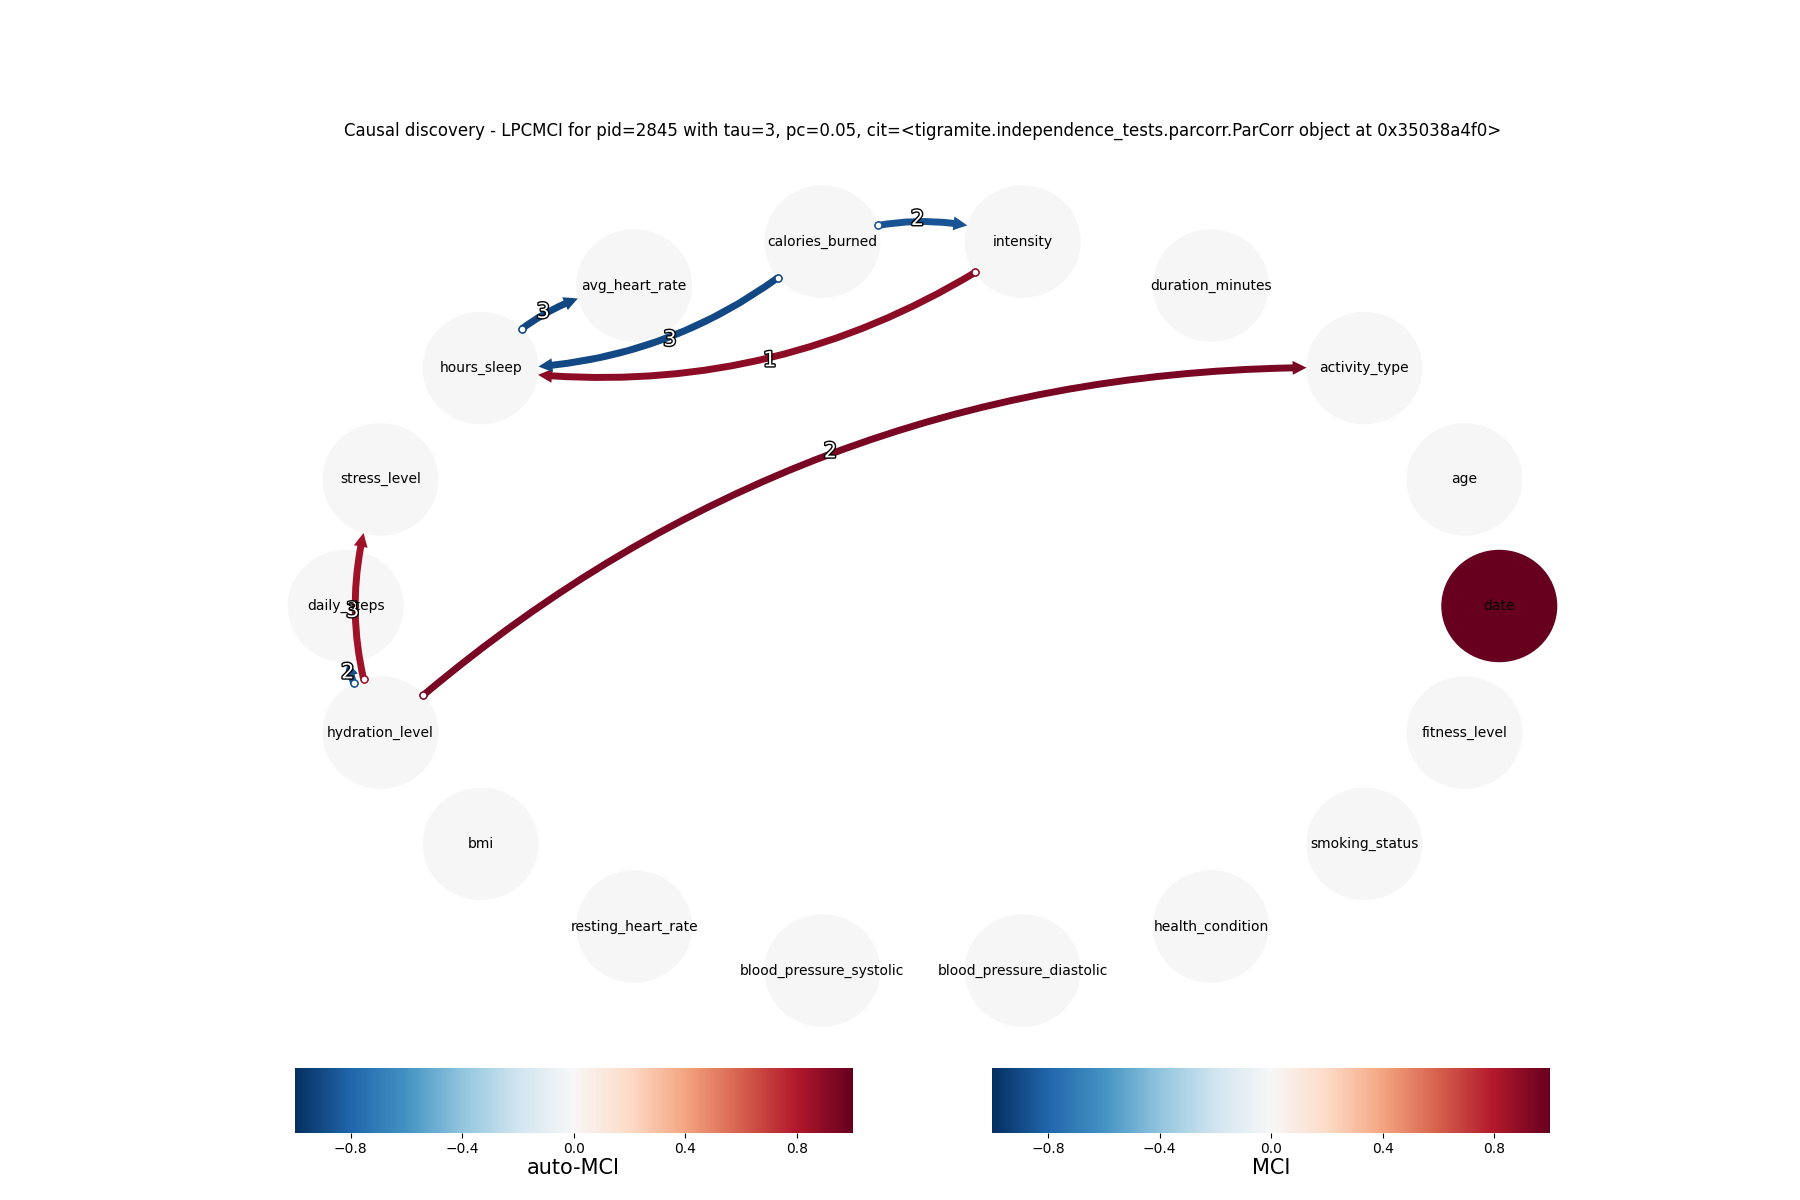 Causal discovery - LPCMCI for pid=2845 with tau=3, pc=0.05, cit=<tigramite.independence_tests.parcorr.ParCorr object at 0x35038a4f0>
2
calories_burned
intensity
avg_heart_rate
duration_minutes
3
3
1
hours_sleep
activity_type
2
stress_level
age
daily_steps
3
date
2
hydration_level
fitness_level
bmi
smoking_status
resting_heart_rate
health_condition
blood_pressure_systolic
blood_pressure_diastolic
−0.8 −0.4 0.0 0.4 0.8
auto-MCI
−0.8 −0.4 0.0 0.4 0.8
MCI